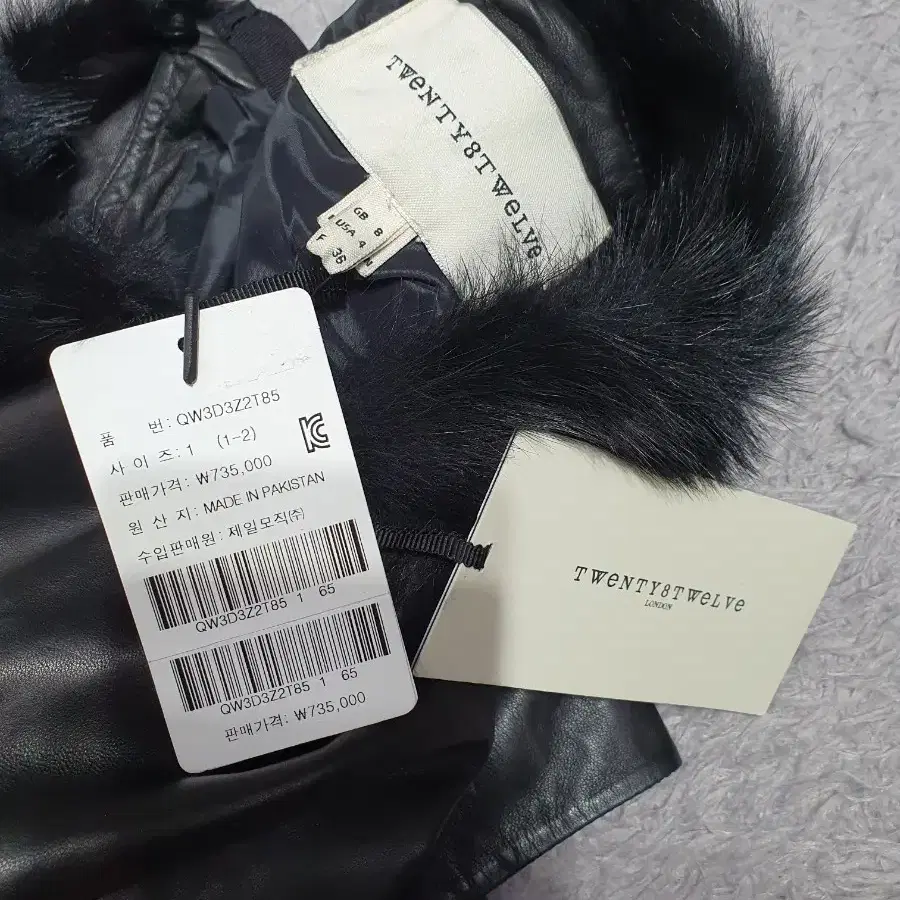 TWeNTY8TWeLVe
GB 8
USA 4
F 36
품 번: QW3D3Z2T85
사 이 즈: 1 (1-2)
판매가격: ₩735,000
원 산 지: MADE IN PAKISTAN
수입판매원: 제일모직㈜
QW3D3Z2T85 1 65
QW3D3Z2T85 1 65
판매가격: ₩735,000
TWeNTY8TWeLVe
LONDON